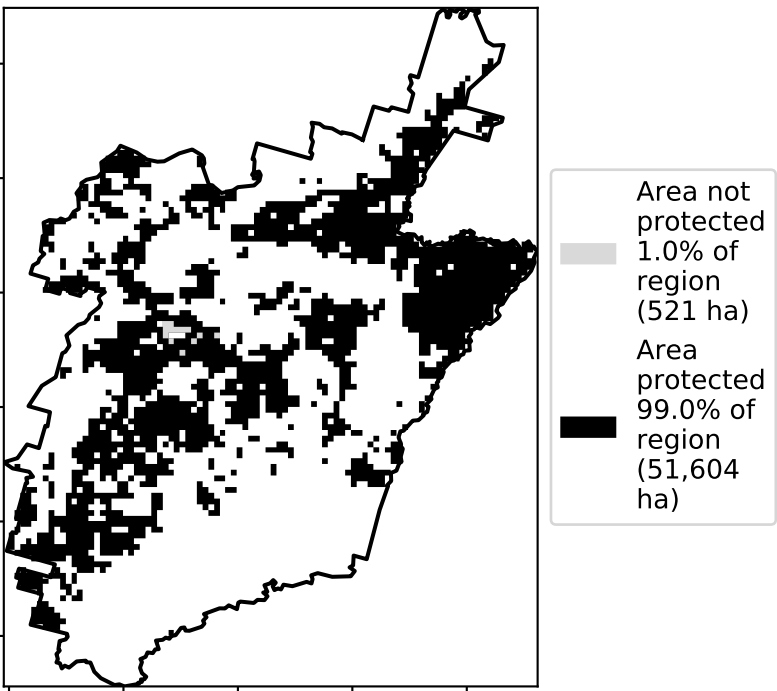 Area not
protected
1.0% of
region
(521 ha)
Area
protected
99.0% of
region
(51,604
ha)